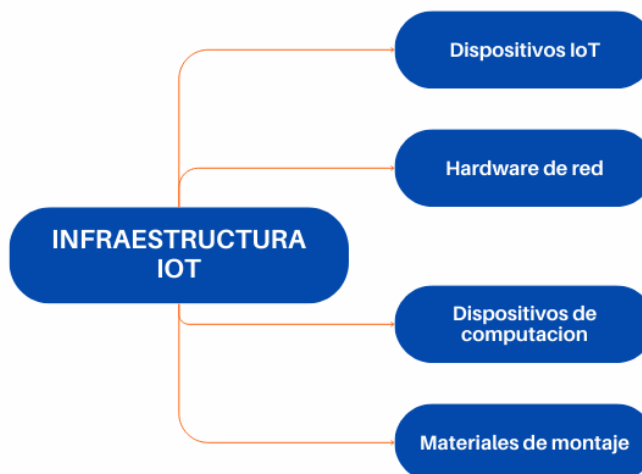 Dispositivos IoT
Hardware de red
INFRAESTRUCTURA
IOT
Dispositivos de
computacion
Materiales de montaje